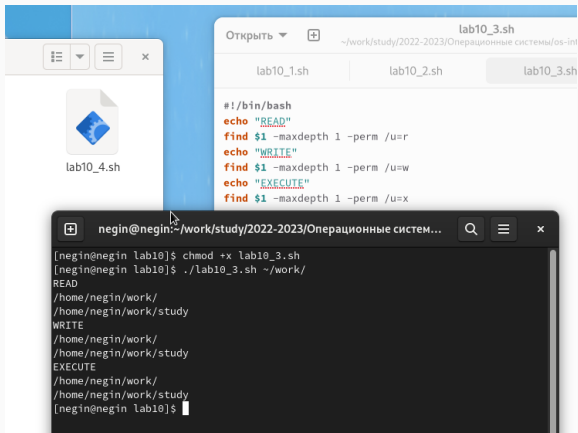 lab10_4.sh
Открыть
lab10_3.sh
~/work/study/2022-2023/Операционные системы/os-int
lab10_1.sh
lab10_2.sh
lab10_3.sh
#!/bin/bash
echo "READ"
find $1 -maxdepth 1 -perm /u=r
echo "WRITE"
find $1 -maxdepth 1 -perm /u=w
echo "EXECUTE"
find $1 -maxdepth 1 -perm /u=x
negin@negin:~/work/study/2022-2023/Операционные систем...
[negin@negin lab10]$ chmod +x lab10_3.sh
[negin@negin lab10]$ ./lab10_3.sh ~/work/
READ
/home/negin/work/
/home/negin/work/study
WRITE
/home/negin/work/
/home/negin/work/study
EXECUTE
/home/negin/work/
/home/negin/work/study
[negin@negin lab10]$